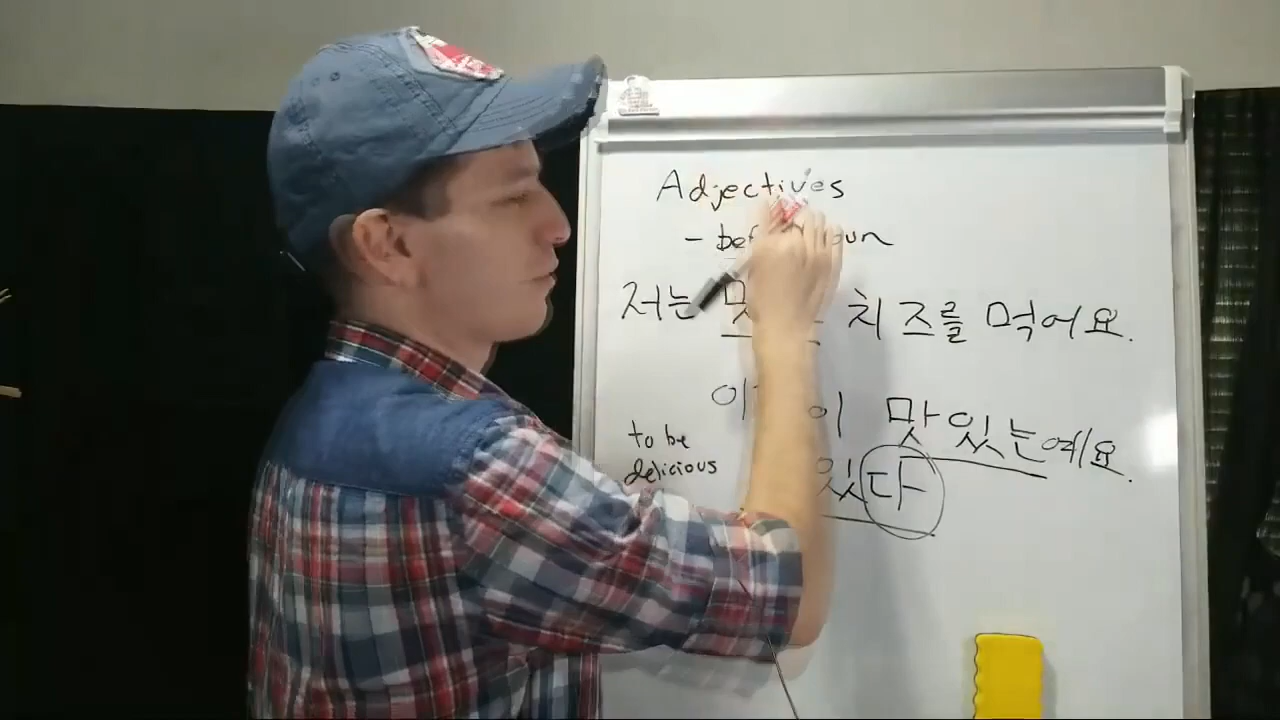 Adjectives
-
저는 치즈를 먹어요.
이 맛있는예요.
to be
delicious
있다